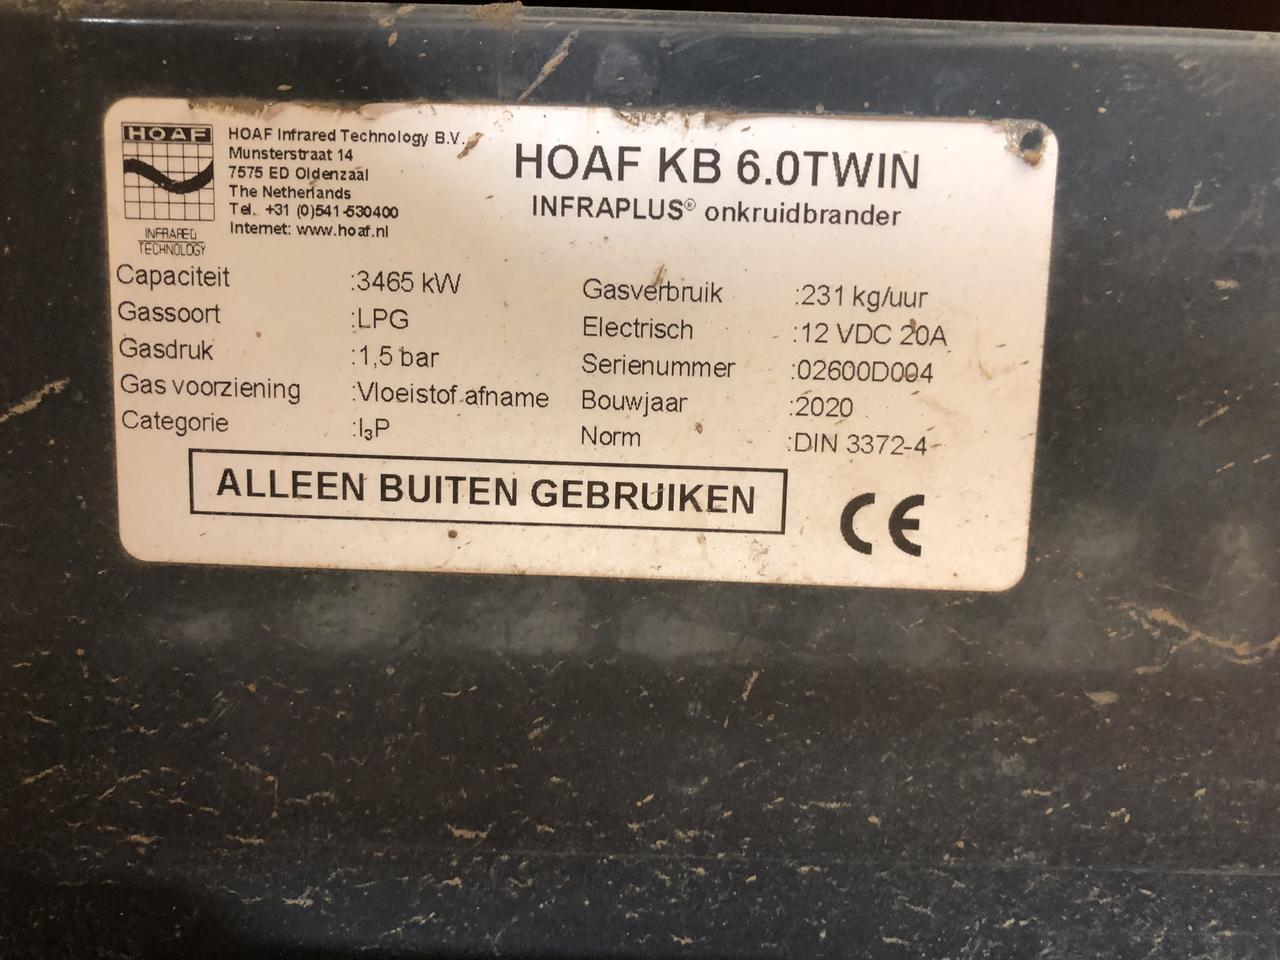 HOAF
INFRARED
TECHNOLOGY
HOAF Infrared Technology B.V.
Munsterstraat 14
7575 ED Oldenzaal
The Netherlands
Tel. +31 (0)541-530400
Internet: www.hoaf.nl
HOAF KB 6.0TWIN
INFRAPLUS® onkruidbrander
Capaciteit :3465 kW
Gassoort :LPG
Gasdruk :1,5 bar
Gas voorziening :Vloeistof afname
Categorie :I₃P
Gasverbruik :231 kg/uur
Electrisch :12 VDC 20A
Serienummer :02600D004
Bouwjaar :2020
Norm :DIN 3372-4
ALLEEN BUITEN GEBRUIKEN
CE